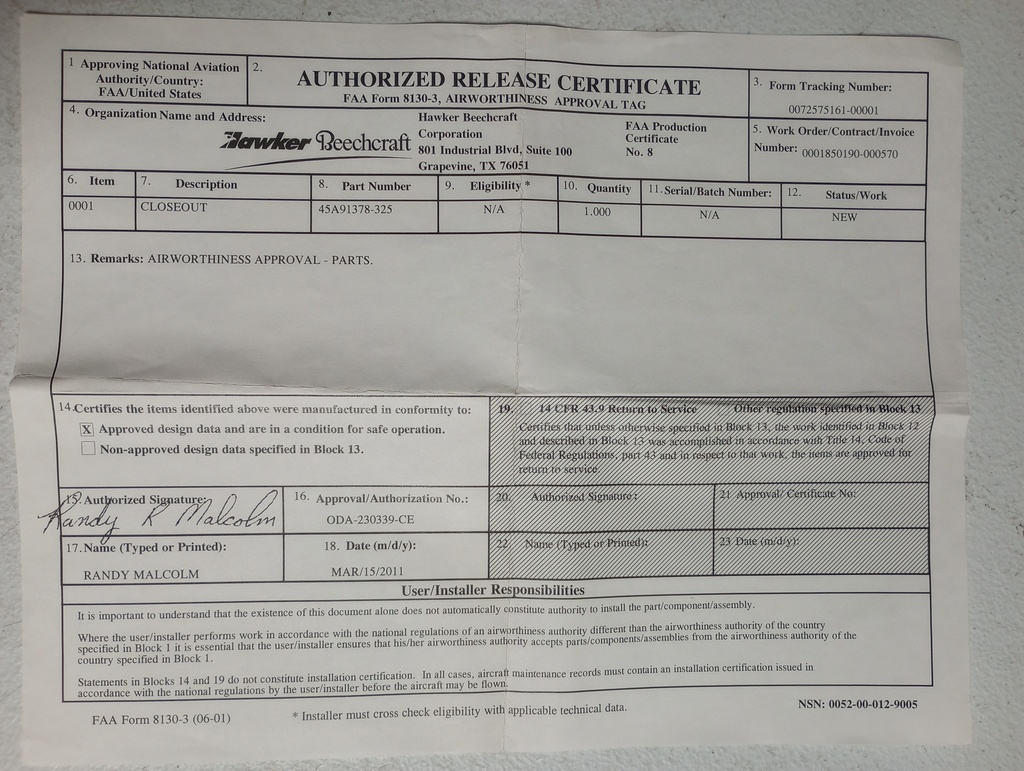 1 Approving National Aviation
Authority/Country:
FAA/United States
2.
AUTHORIZED RELEASE CERTIFICATE
FAA Form 8130-3, AIRWORTHINESS APPROVAL TAG
3. Form Tracking Number:
0072575161-00001
4. Organization Name and Address:
Hawker Beechcraft
Hawker Beechcraft
Corporation
801 Industrial Blvd, Suite 100
Grapevine, TX 76051
FAA Production
Certificate
No. 8
5. Work Order/Contract/Invoice
Number: 0001850190-000570
6. Item 7. Description 8. Part Number 9. Eligibility * 10. Quantity 11. Serial/Batch Number: 12. Status/Work
0001 CLOSEOUT 45A91378-325 N/A 1.000 N/A NEW
13. Remarks: AIRWORTHINESS APPROVAL - PARTS.
14.Certifies the items identified above were manufactured in conformity to:
X Approved design data and are in a condition for safe operation.
Non-approved design data specified in Block 13.
19. 14 CFR 43.9 Return to Service Other regulation specified in Block 13
Certifies that unless otherwise specified in Block 13, the work identified in Block 12
and described in Block 13 was accomplished in accordance with Title 14, Code of
Federal Regulations, part 43 and in respect to that work, the items are approved for
return to service.
15. Authorized Signature:
Randy R Malcolm
16. Approval/Authorization No.:
ODA-230339-CE
20. Authorized Signature:
21 Approval/ Certificate No:
17. Name (Typed or Printed):
RANDY MALCOLM
18. Date (m/d/y):
MAR/15/2011
22 Name (Typed or Printed):
23 Date (m/d/y):
User/Installer Responsibilities
It is important to understand that the existence of this document alone does not automatically constitute authority to install the part/component/assembly.
Where the user/installer performs work in accordance with the national regulations of an airworthiness authority different than the airworthiness authority of the country
specified in Block 1 it is essential that the user/installer ensures that his/her airworthiness authority accepts parts/components/assemblies from the airworthiness authority of the
country specified in Block 1.
Statements in Blocks 14 and 19 do not constitute installation certification. In all cases, aircraft maintenance records must contain an installation certification issued in
accordance with the national regulations by the user/installer before the aircraft may be flown.
FAA Form 8130-3 (06-01)
* Installer must cross check eligibility with applicable technical data.
NSN: 0052-00-012-9005